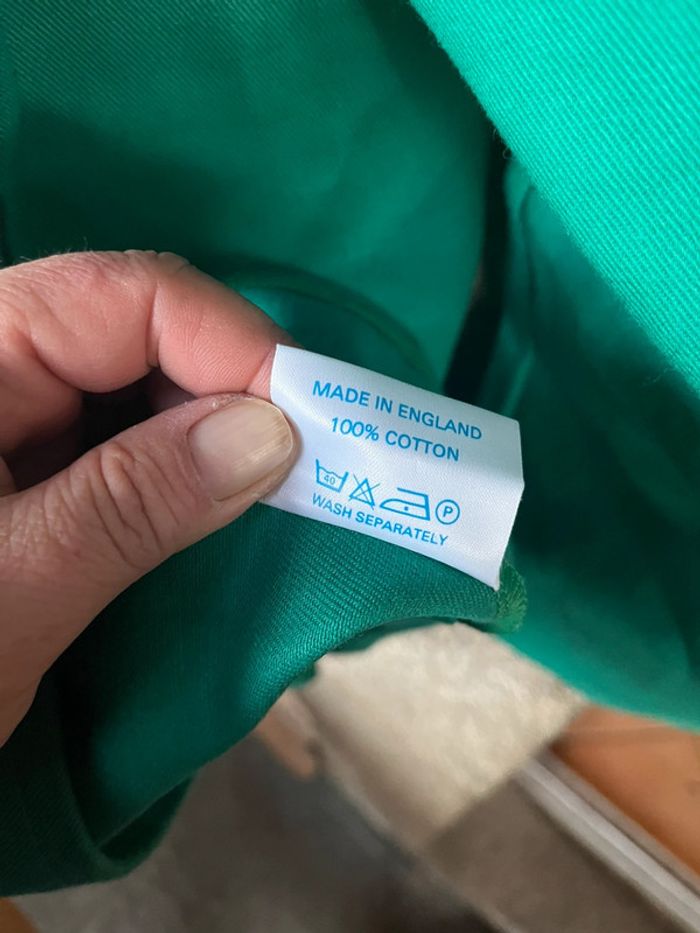 MADE IN ENGLAND
100% COTTON
40 P
WASH SEPARATELY